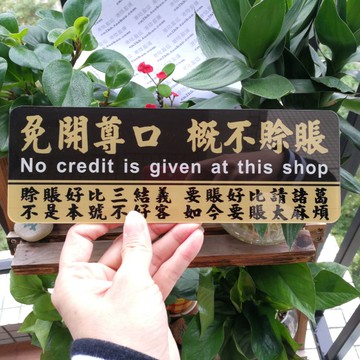 免開尊口 概不賒賬
No credit is given at this shop
賒賬好比三結義 要賬好比請諸葛
不是本號不好客 如今要賬太麻煩